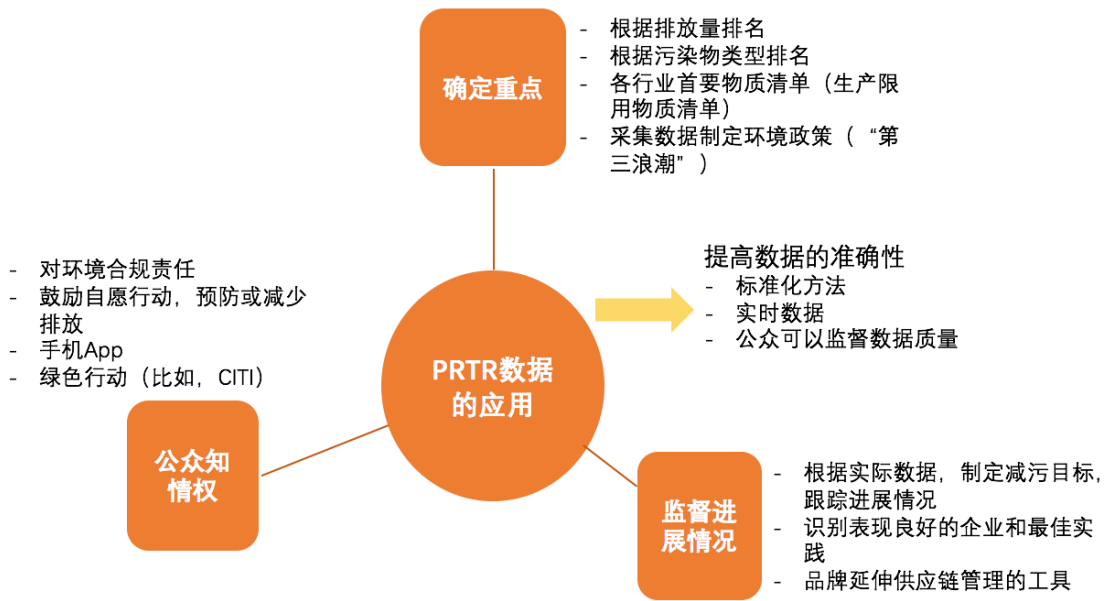 确定重点
- 根据排放量排名
- 根据污染物类型排名
- 各行业首要物质清单（生产限
用物质清单）
- 采集数据制定环境政策（ “第
三浪潮” ）
提高数据的准确性
- 标准化方法
- 实时数据
- 公众可以监督数据质量
- 对环境合规责任
- 鼓励自愿行动，预防或减少
排放
- 手机App
- 绿色行动（比如，CITI）
PRTR数据
的应用
公众知
情权
监督进
展情况
- 根据实际数据，制定减污目标，
跟踪进展情况
- 识别表现良好的企业和最佳实
践
- 品牌延伸供应链管理的工具